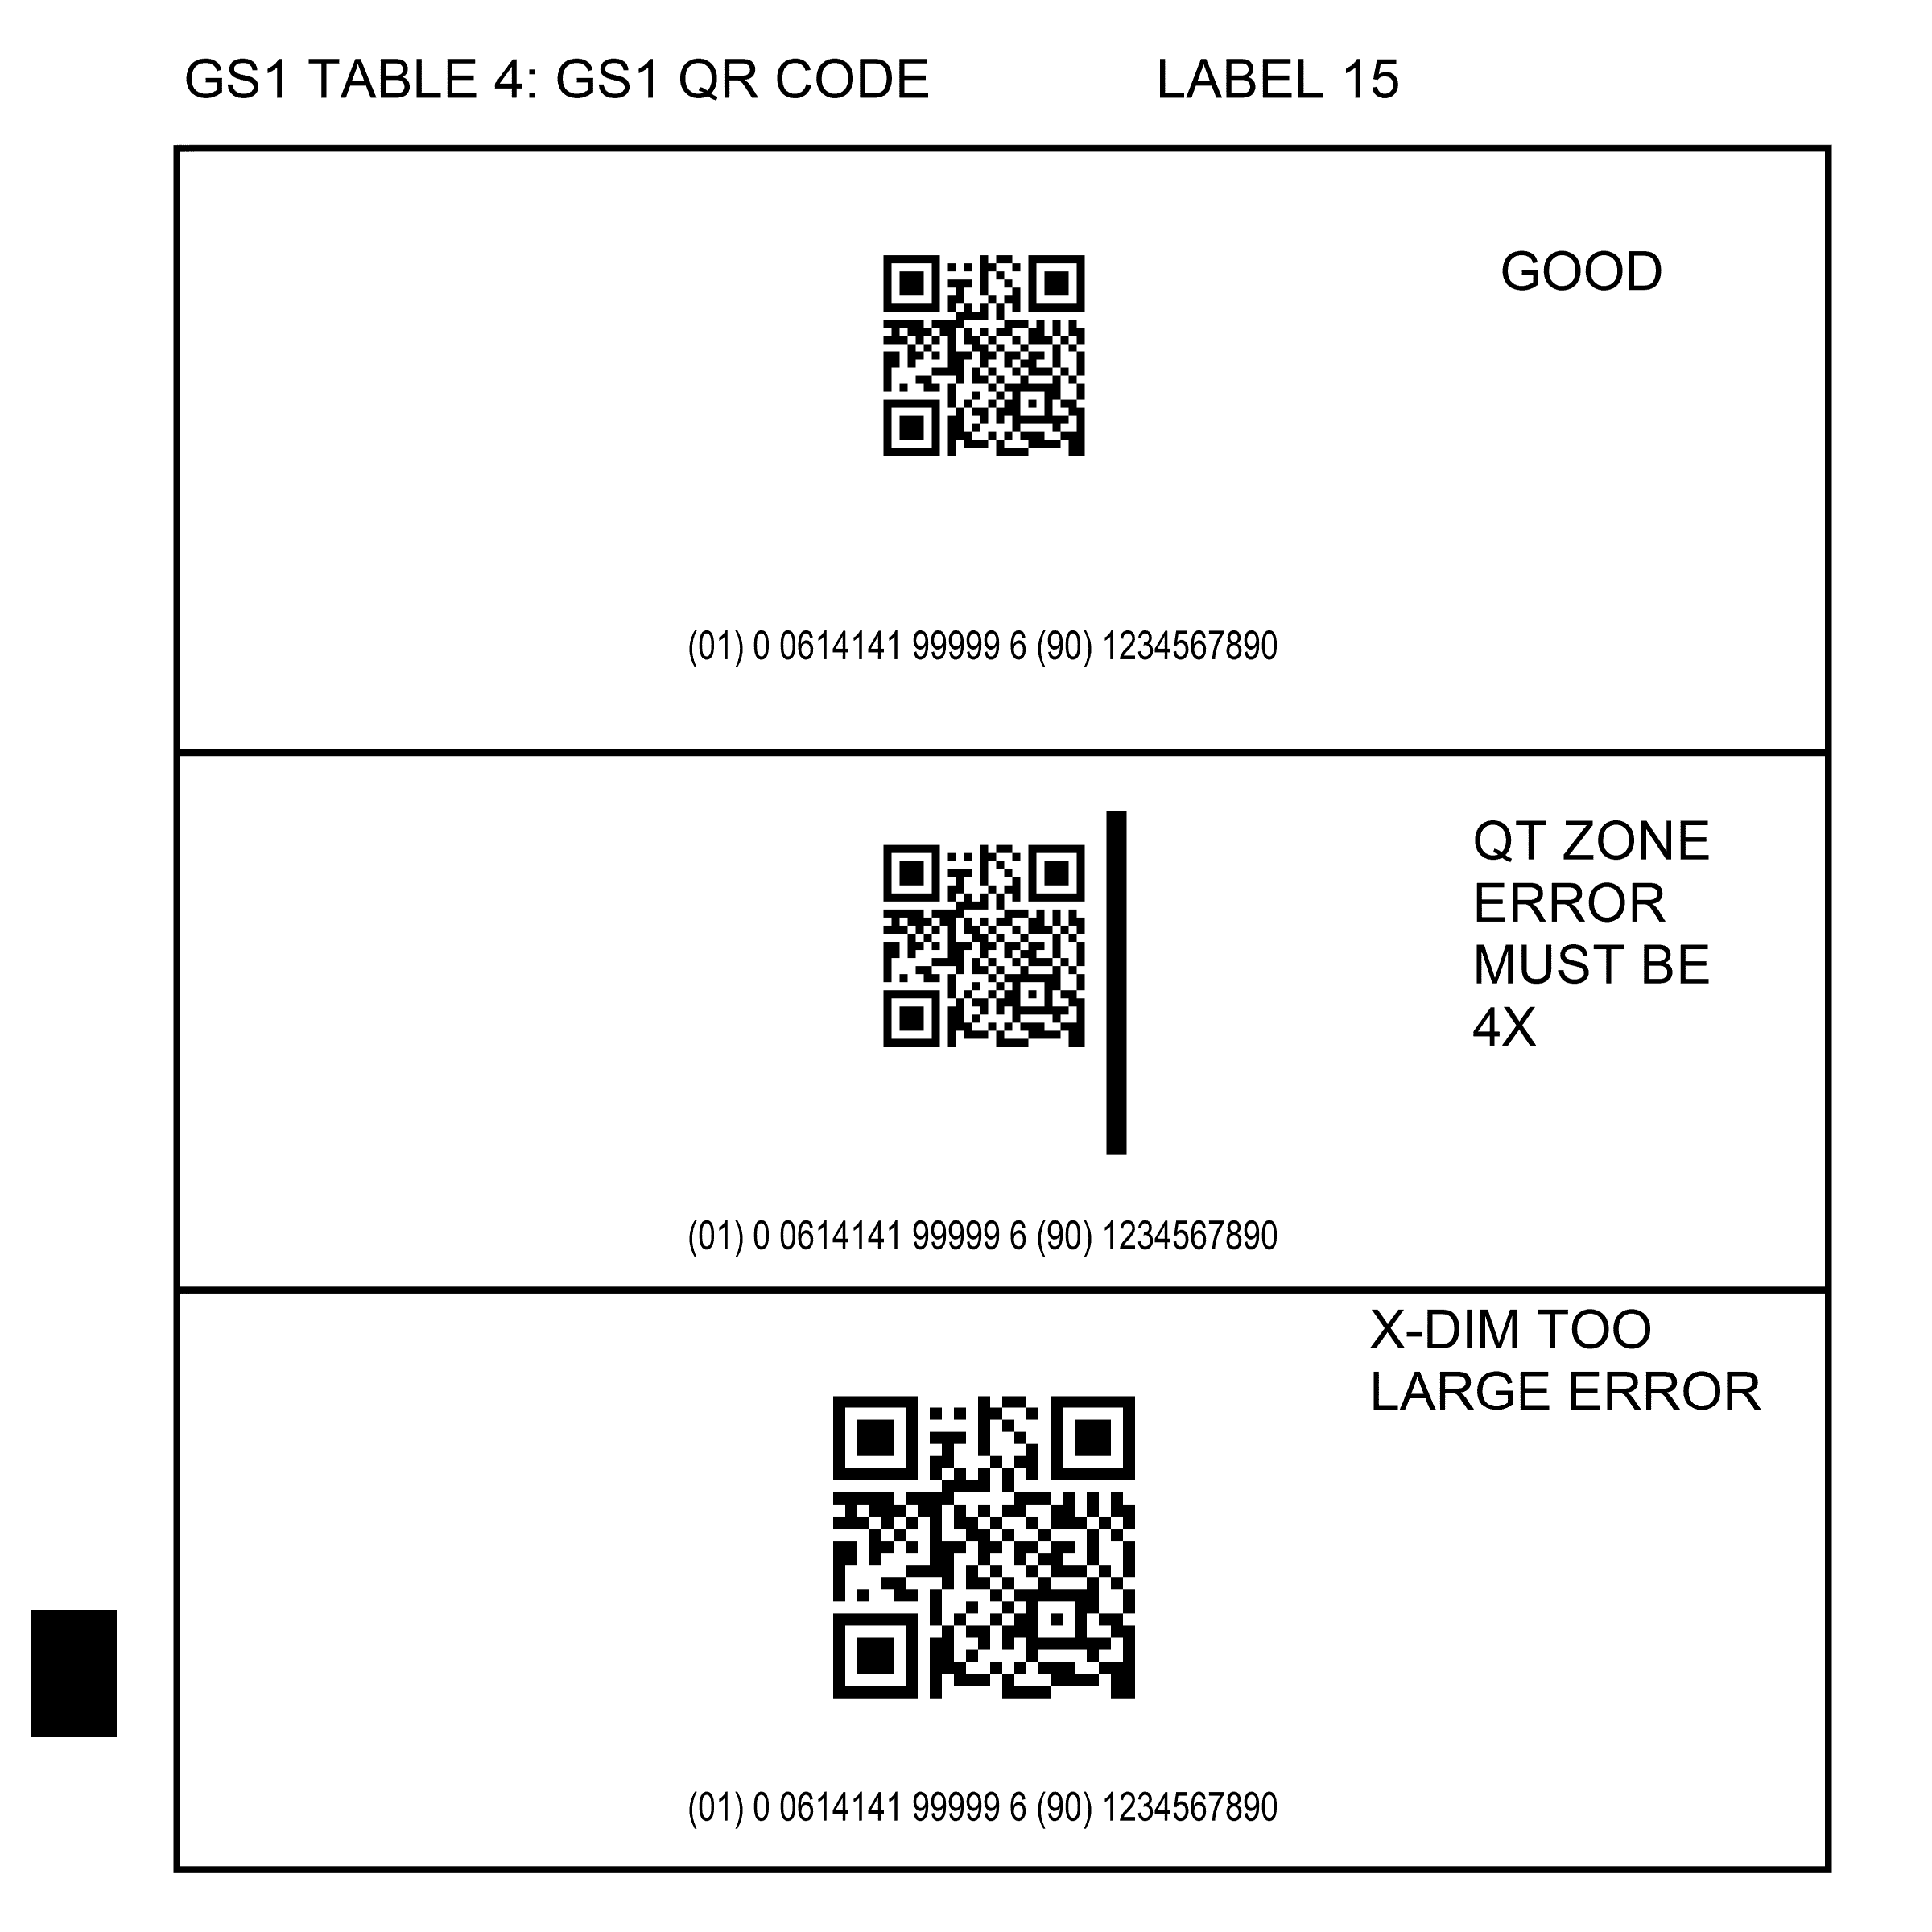 GS1 TABLE 4: GS1 QR CODE LABEL 15
GOOD
(01) 0 0614141 99999 6 (90) 1234567890
QT ZONE
ERROR
MUST BE
4X
(01) 0 0614141 99999 6 (90) 1234567890
X-DIM TOO
LARGE ERROR
(01) 0 0614141 99999 6 (90) 1234567890